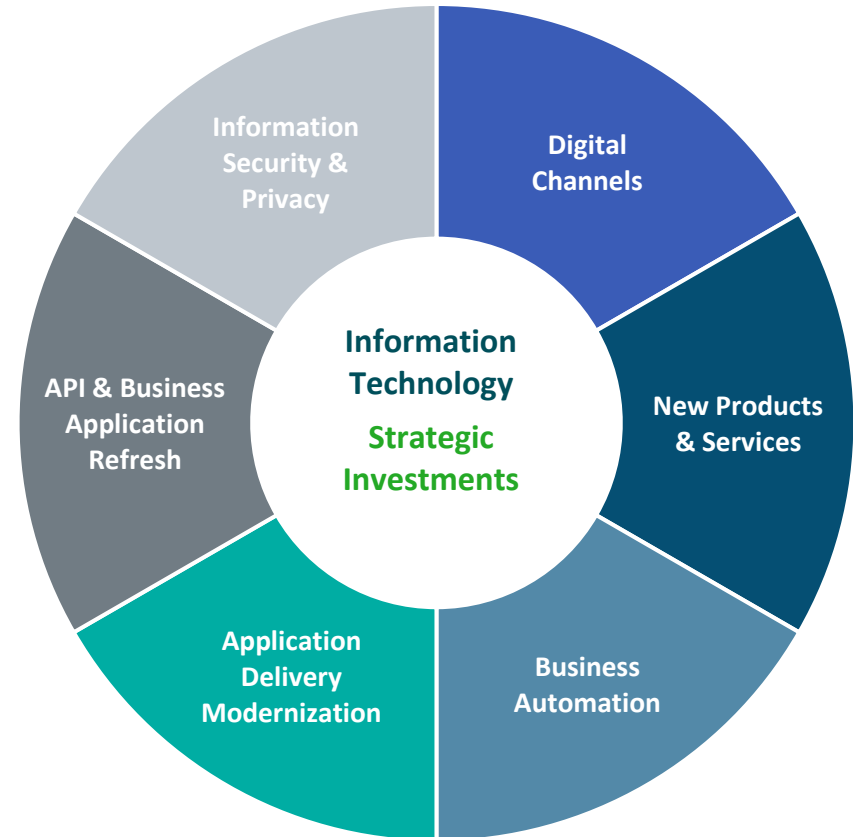 Information
Security &
Privacy
Digital
Channels
Information
Technology
Strategic
Investments
API & Business
Application
Refresh
New Products
& Services
Application
Delivery
Modernization
Business
Automation